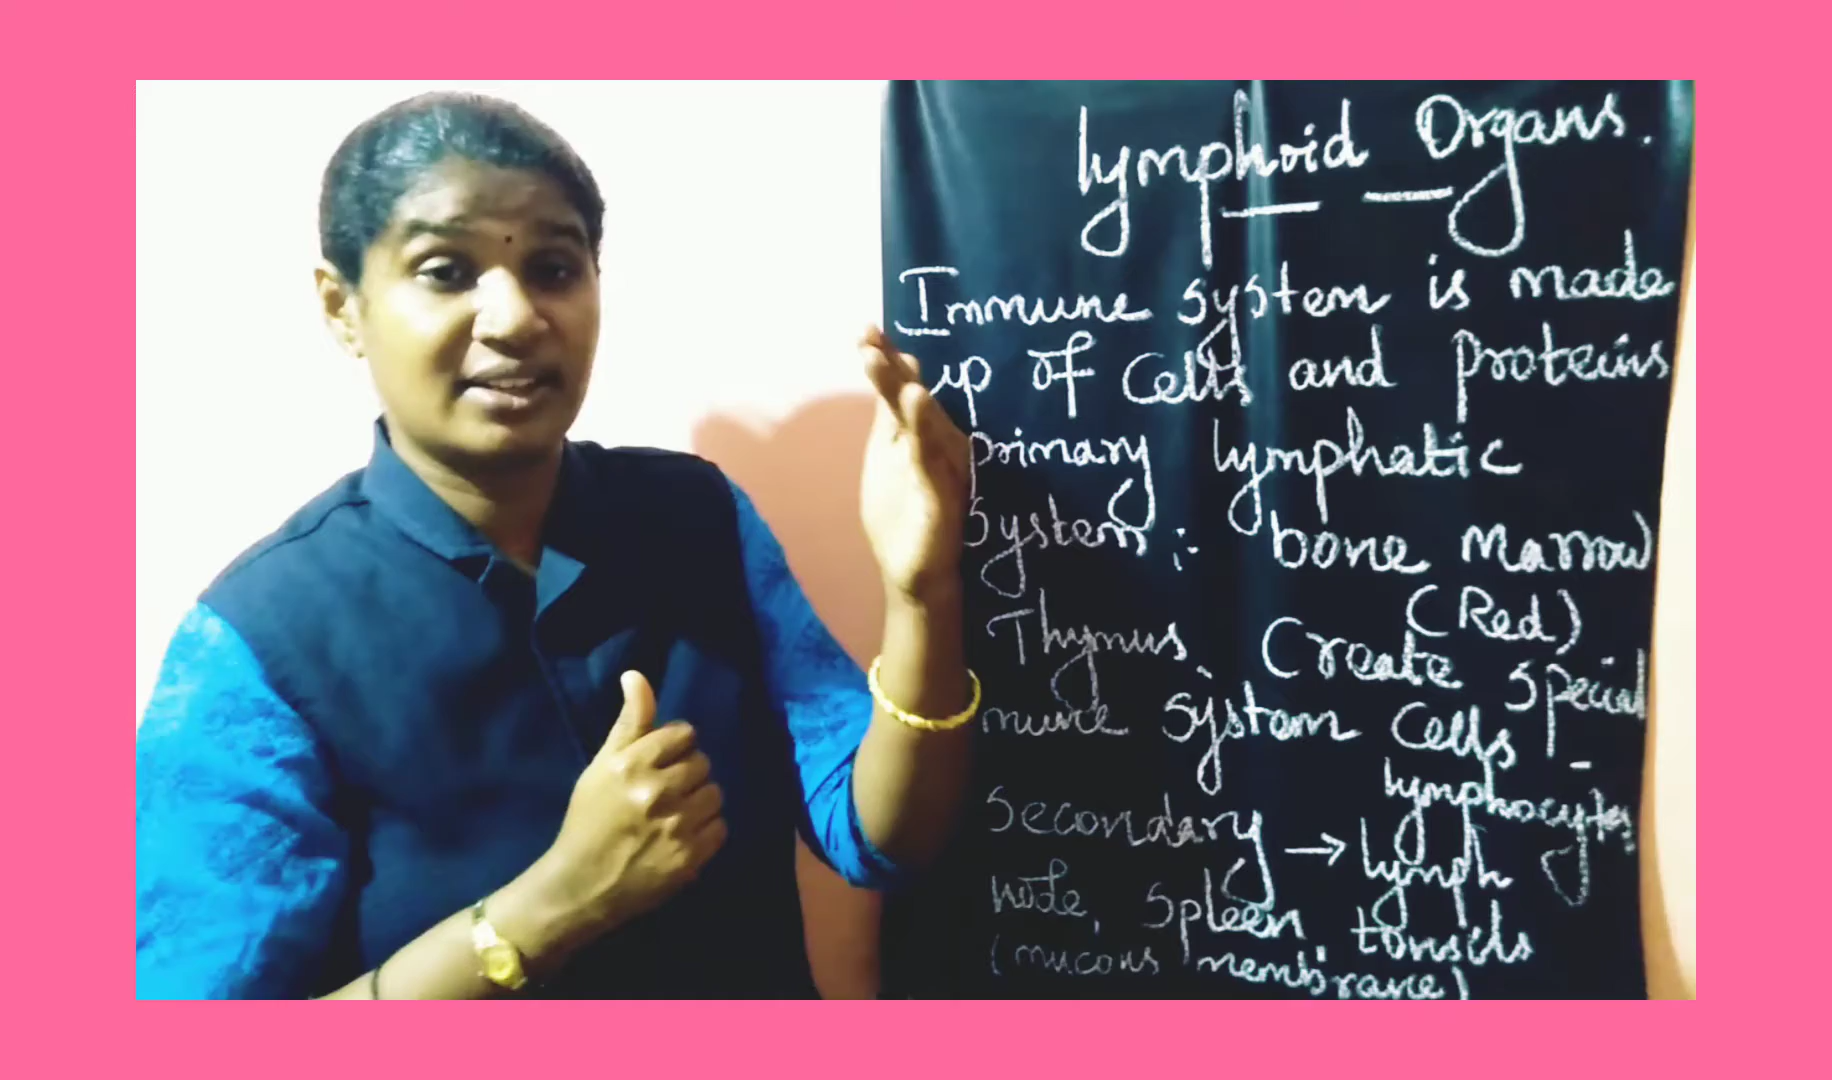 lymphoid Organs.
Immune system is made
up of cells and proteins
primary lymphatic
System :- bone marrow
(Red)
Thymus. Create special
mune system cells -
lymphocytes
Secondary → lymph
node, spleen, tonsils
(mucous membrane)